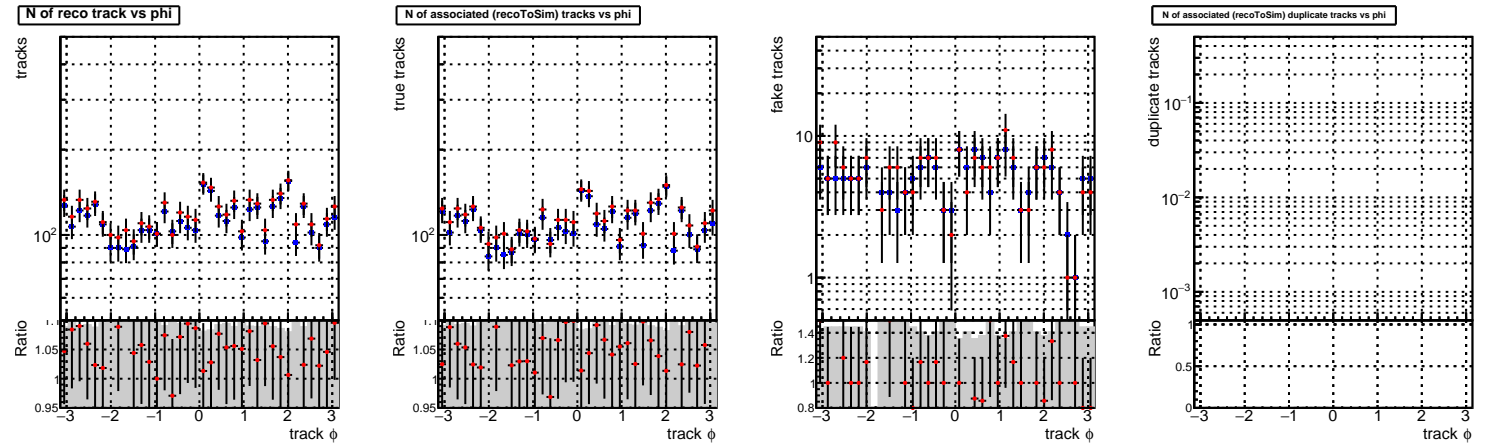 N of reco track vs phi
tracks
10²
Ratio
1.1
1.05
1
0.95
−3 −2 −1 0 1 2 3
track ϕ
N of associated (recoToSim) tracks vs phi
true tracks
10²
Ratio
1.1
1.05
1
0.95
−3 −2 −1 0 1 2 3
track ϕ
fake tracks
10
1
Ratio
1.4
1.2
1
0.8
−3 −2 −1 0 1 2 3
track ϕ
N of associated (recoToSim) duplicate tracks vs phi
duplicate tracks
10⁻¹
10⁻²
10⁻³
Ratio
1
0.5
0
−3 −2 −1 0 1 2 3
track ϕ